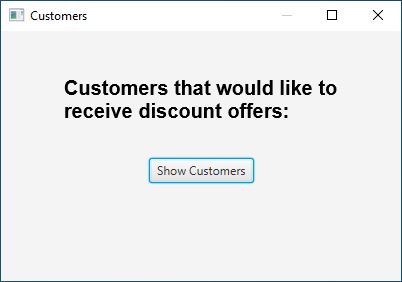 Customers
Customers that would like to
receive discount offers:
Show Customers